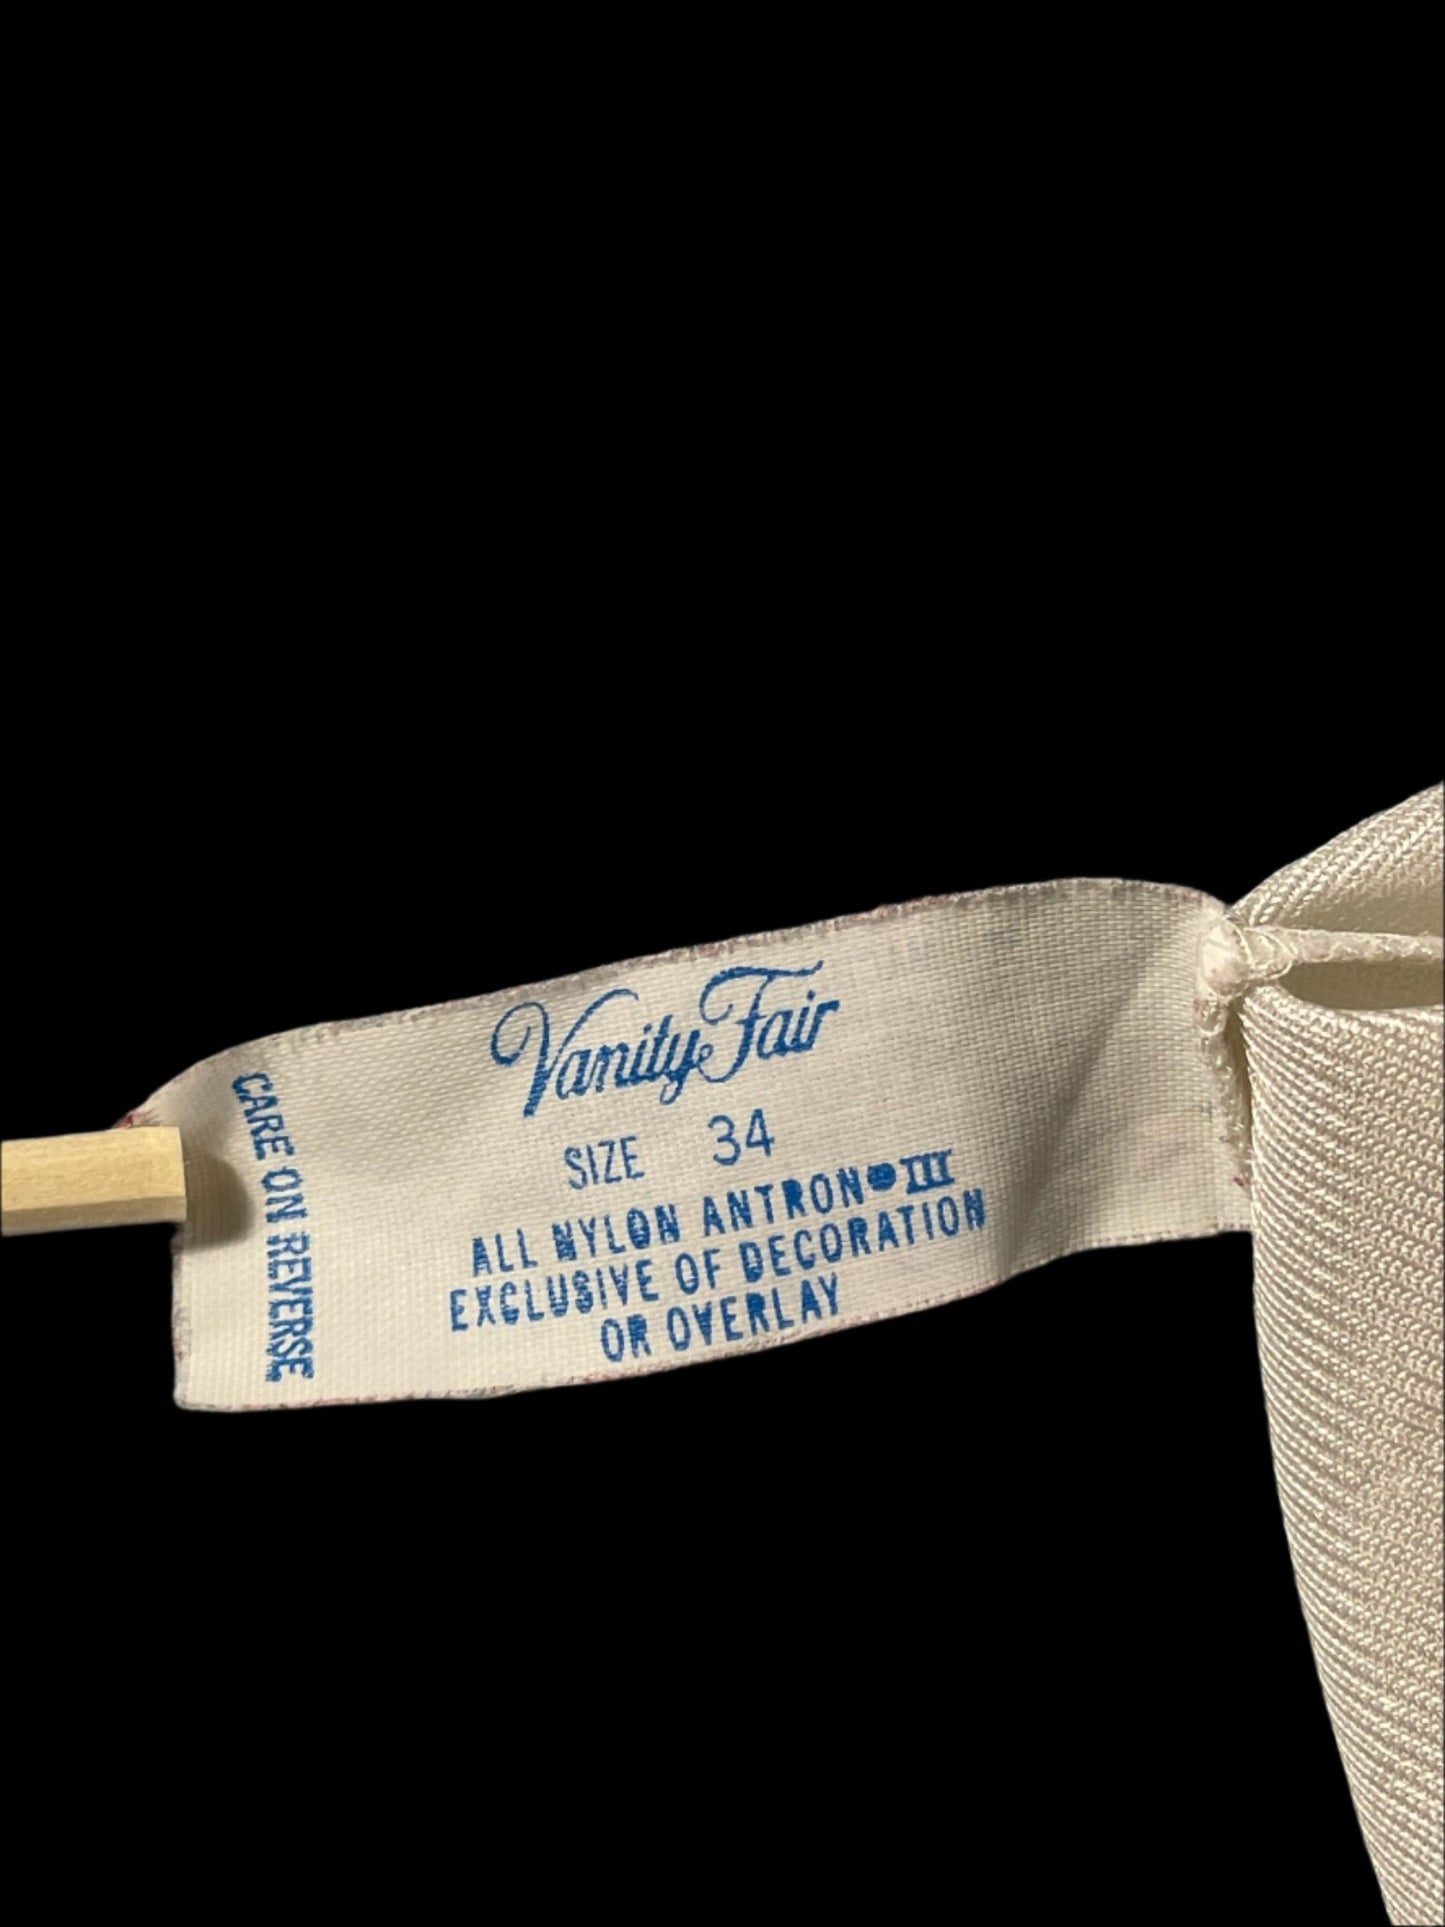 Vanity Fair
SIZE 34
ALL NYLON ANTRON® III
EXCLUSIVE OF DECORATION
OR OVERLAY
CARE ON REVERSE